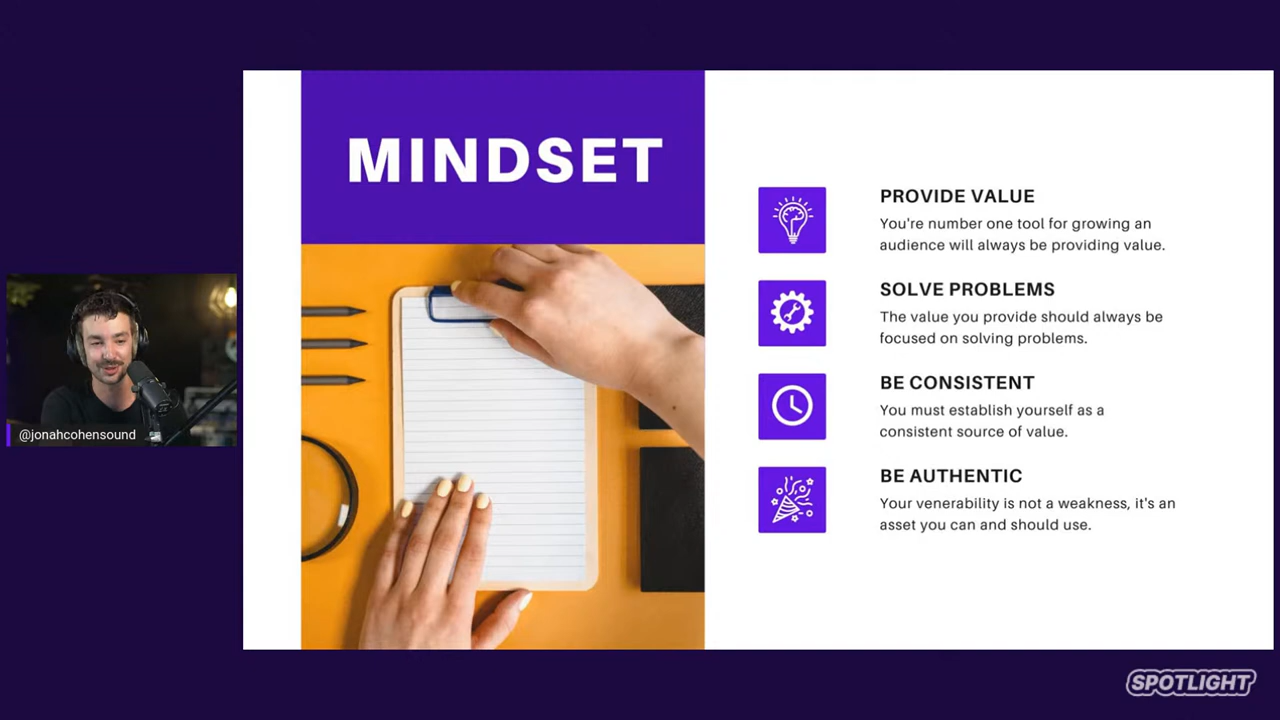 MINDSET
PROVIDE VALUE
You're number one tool for growing an
audience will always be providing value.
SOLVE PROBLEMS
The value you provide should always be
focused on solving problems.
BE CONSISTENT
You must establish yourself as a
consistent source of value.
BE AUTHENTIC
Your venerability is not a weakness, it's an
asset you can and should use.
@jonahcohensound
SPOTLIGHT